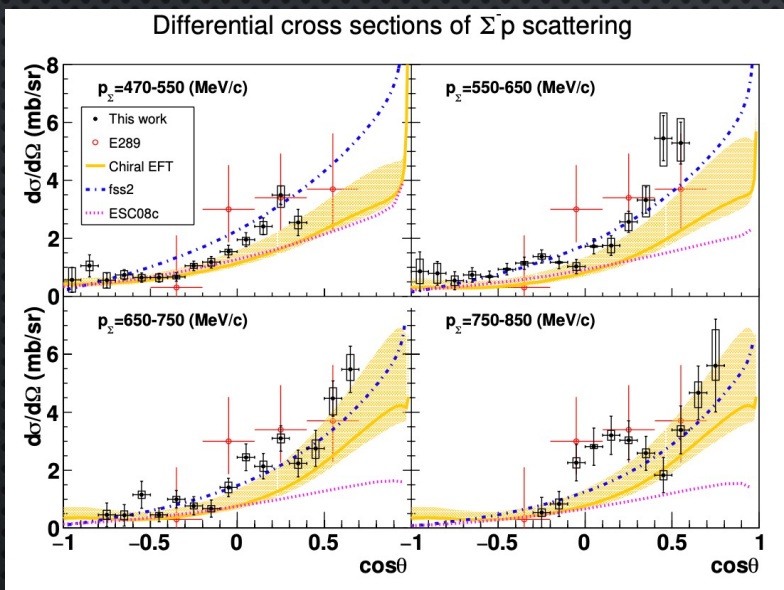 Differential cross sections of Σ⁻p scattering
dσ/dΩ (mb/sr)
8
6
4
2
0
p_Σ=470-550 (MeV/c)
This work
E289
Chiral EFT
fss2
ESC08c
p_Σ=550-650 (MeV/c)
dσ/dΩ (mb/sr)
6
4
2
0
p_Σ=650-750 (MeV/c)
p_Σ=750-850 (MeV/c)
−1 −0.5 0 0.5 −1 −0.5 0 0.5 1
cosθ cosθ